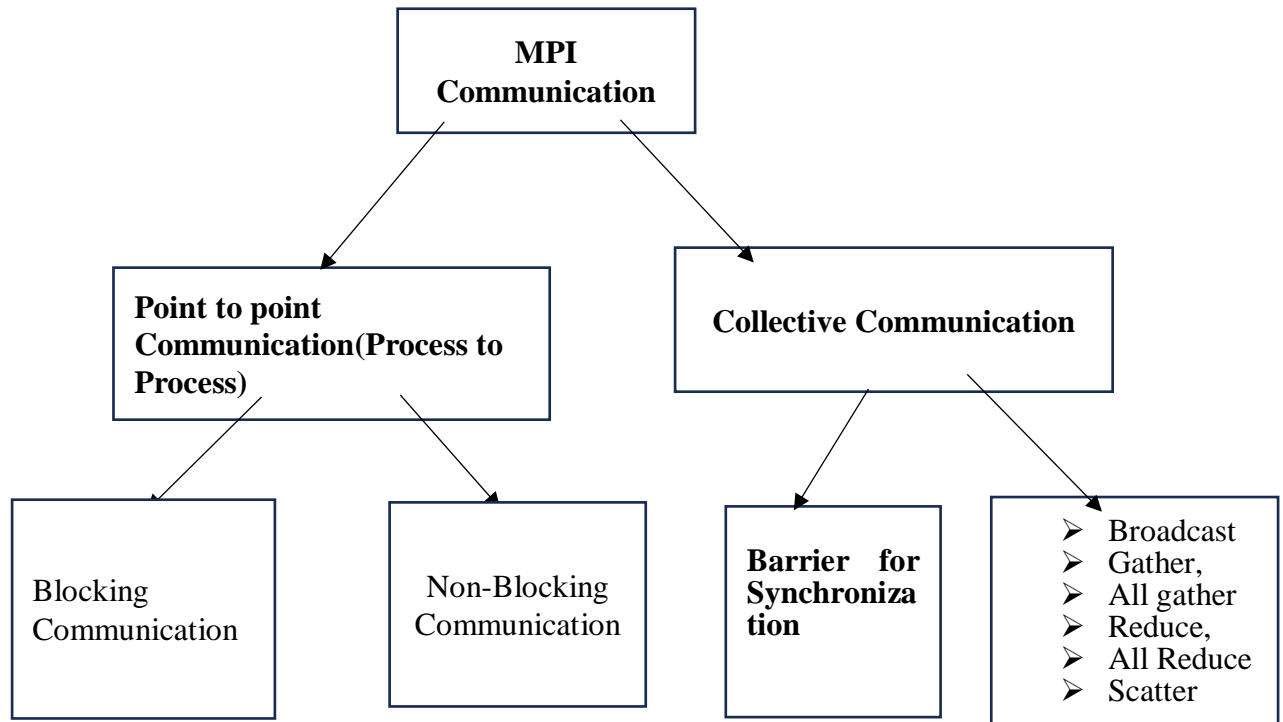 MPI
Communication
Point to point
Communication(Process to
Process)
Collective Communication
Blocking
Communication
Non-Blocking
Communication
Barrier for
Synchroniza
tion
➢ Broadcast
➢ Gather,
➢ All gather
➢ Reduce,
➢ All Reduce
➢ Scatter